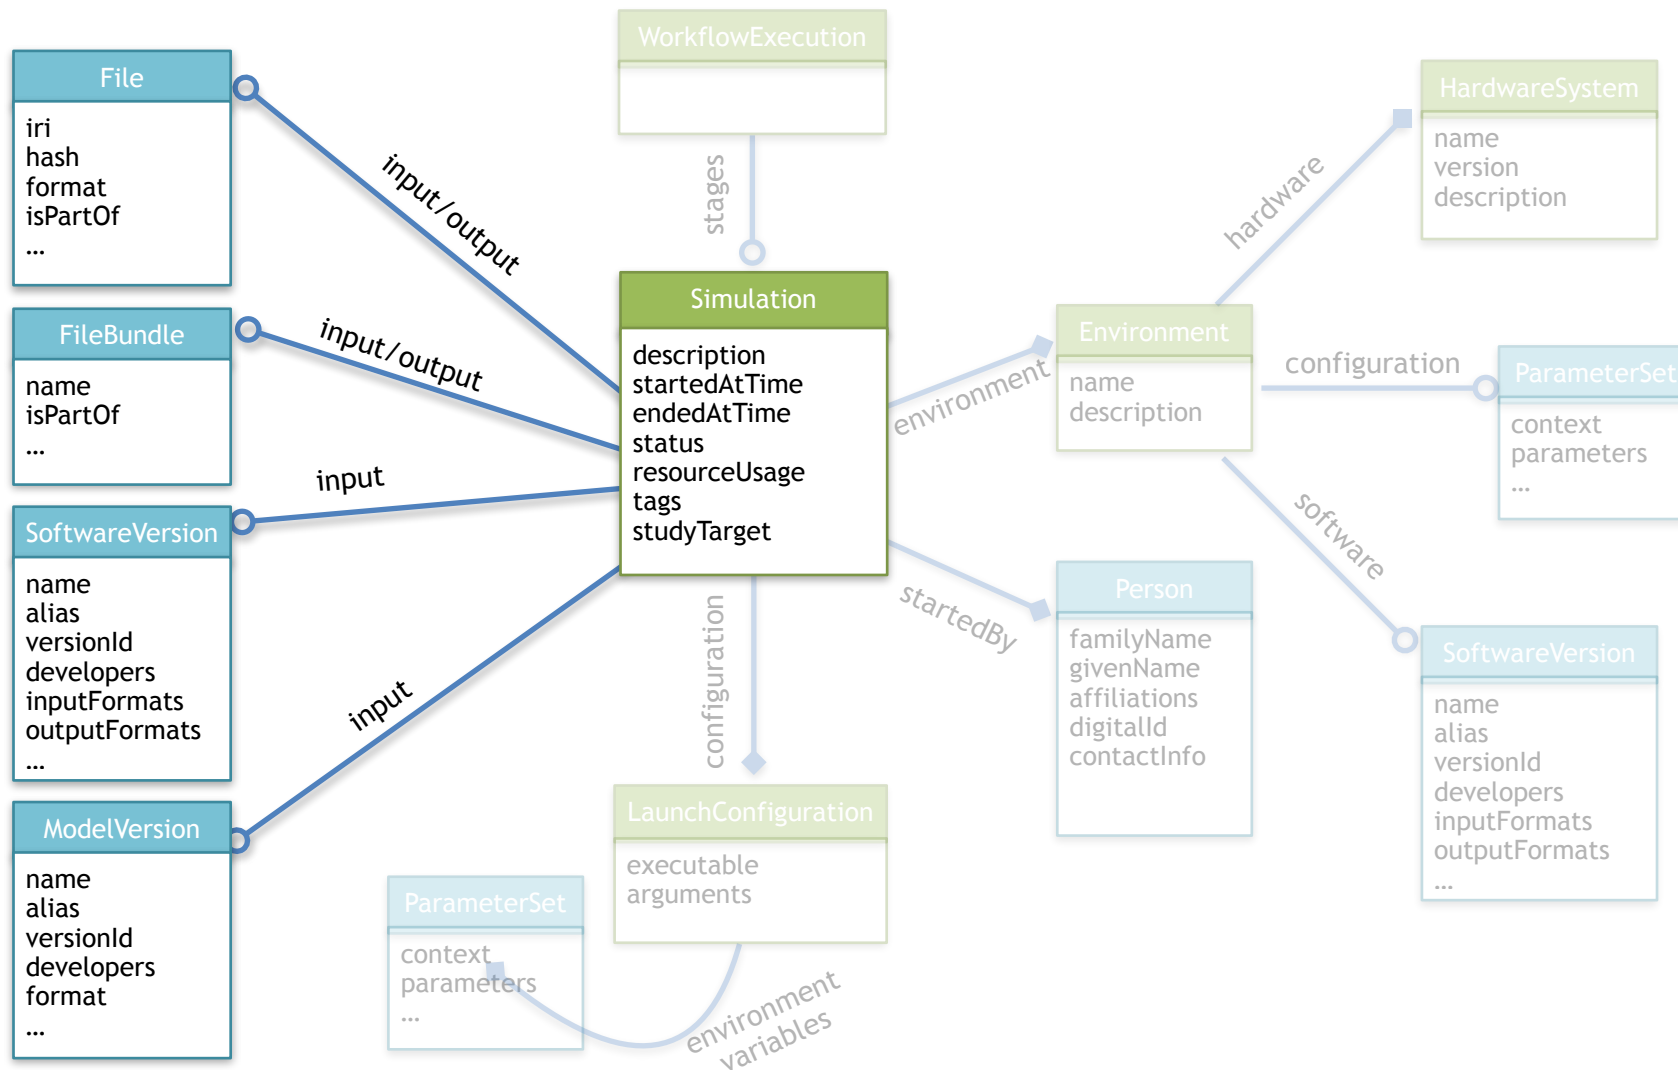 File
iri
hash
format
isPartOf
...
FileBundle
name
isPartOf
...
SoftwareVersion
name
alias
versionId
developers
inputFormats
outputFormats
...
ModelVersion
name
alias
versionId
developers
format
...
input/output
input/output
input
input
WorkflowExecution
stages
Simulation
description
startedAtTime
endedAtTime
status
resourceUsage
tags
studyTarget
configuration
LaunchConfiguration
executable
arguments
ParameterSet
context
parameters
...
environment
variables
environment
startedBy
Environment
name
description
Person
familyName
givenName
affiliations
digitalId
contactInfo
hardware
HardwareSystem
name
version
description
configuration
ParameterSet
context
parameters
...
software
SoftwareVersion
name
alias
versionId
developers
inputFormats
outputFormats
...